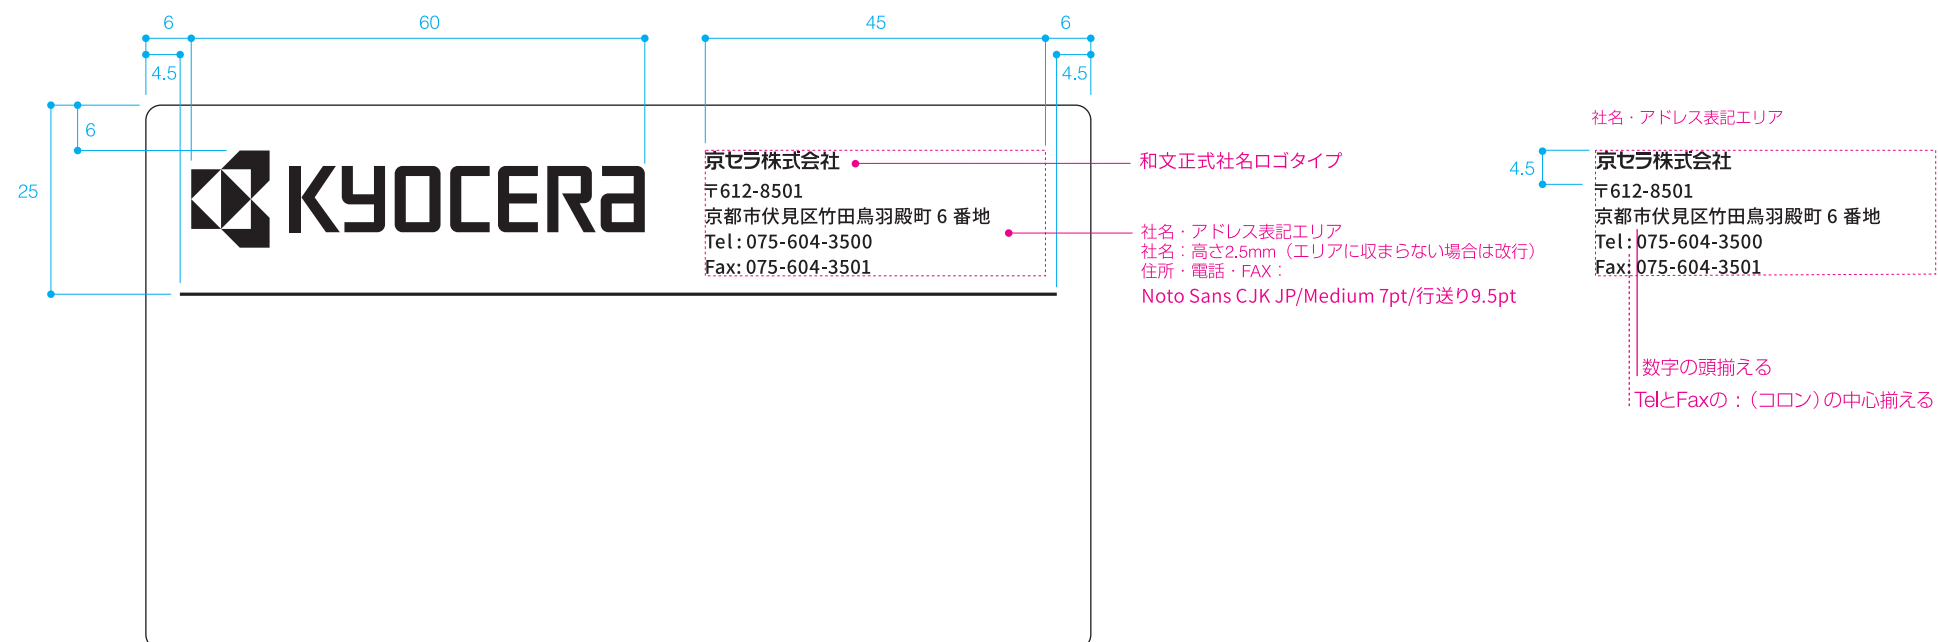 6 60 45 6
4.5 4.5
6
25
KYOCERA
京セラ株式会社
〒612-8501
京都市伏見区竹田鳥羽殿町 6 番地
Tel : 075-604-3500
Fax: 075-604-3501
和文正式社名ロゴタイプ
社名・アドレス表記エリア
社名：高さ2.5mm（エリアに収まらない場合は改行）
住所・電話・FAX：
Noto Sans CJK JP/Medium 7pt/行送り9.5pt
社名・アドレス表記エリア
4.5
京セラ株式会社
〒612-8501
京都市伏見区竹田鳥羽殿町 6 番地
Tel : 075-604-3500
Fax: 075-604-3501
数字の頭揃える
TelとFaxの：（コロン）の中心揃える